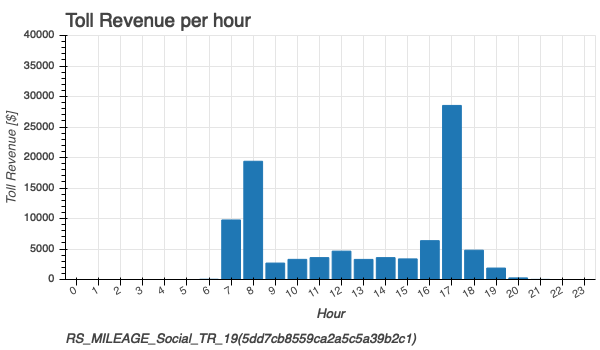 Toll Revenue per hour
Toll Revenue [$]
40000
35000
30000
25000
20000
15000
10000
5000
0
0 1 2 3 4 5 6 7 8 9 10 11 12 13 14 15 16 17 18 19 20 21 22 23
Hour
RS_MILEAGE_Social_TR_19(5dd7cb8559ca2a5c5a39b2c1)